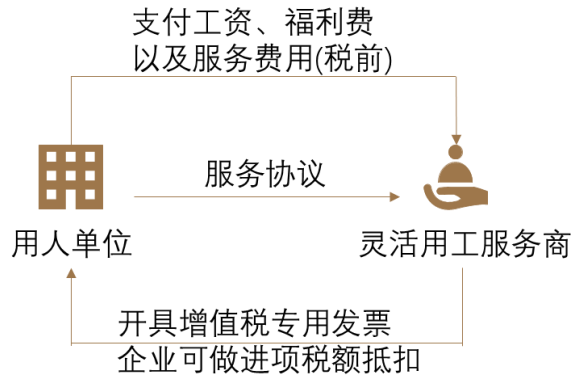 支付工资、福利费
以及服务费用(税前)
服务协议
用人单位
灵活用工服务商
开具增值税专用发票
企业可做进项税额抵扣